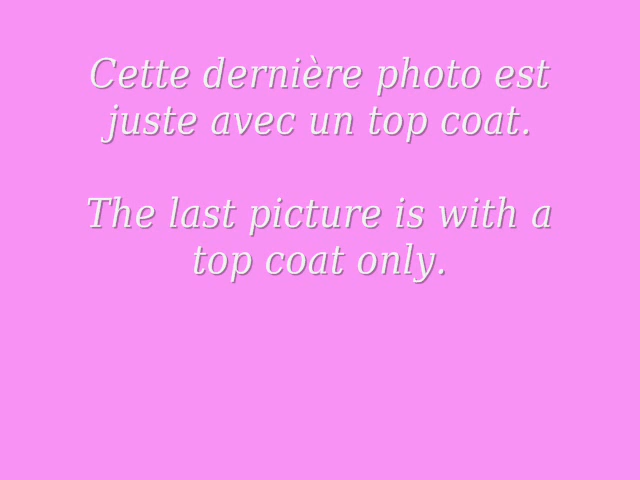 Cette dernière photo est
juste avec un top coat.
The last picture is with a
top coat only.